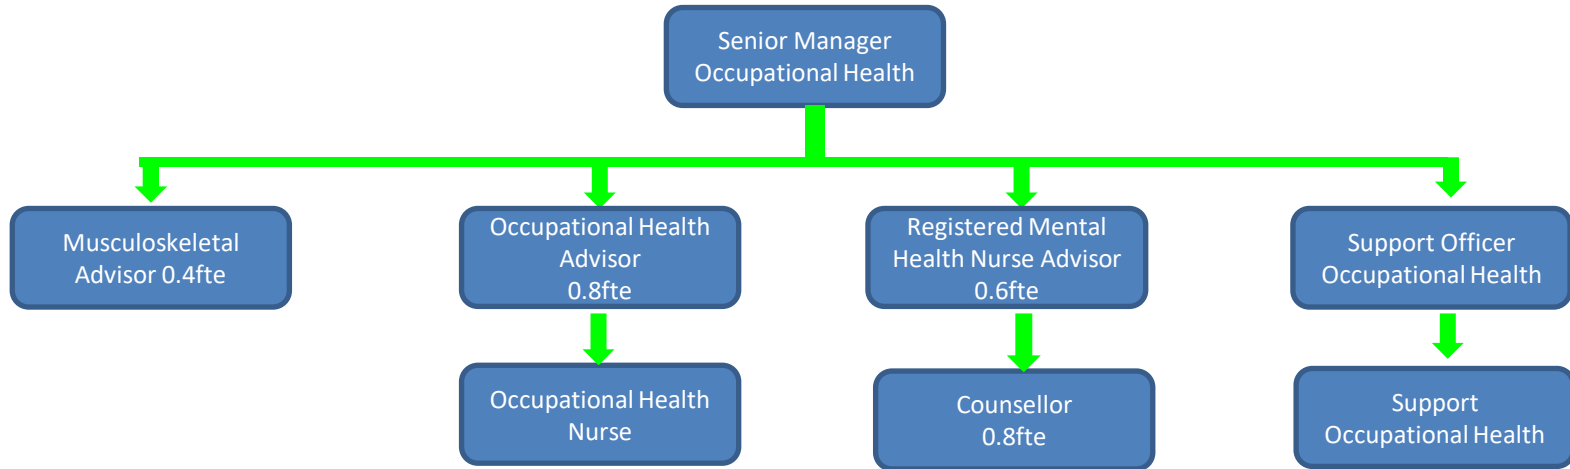 Senior Manager
Occupational Health
Musculoskeletal
Advisor 0.4fte
Occupational Health
Advisor
0.8fte
Registered Mental
Health Nurse Advisor
0.6fte
Support Officer
Occupational Health
Occupational Health
Nurse
Counsellor
0.8fte
Support
Occupational Health